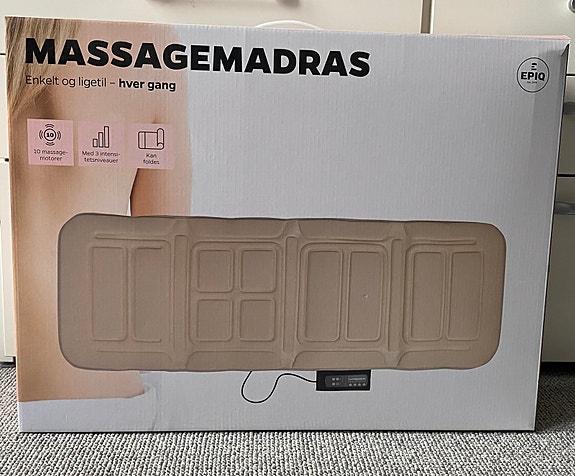 MASSAGEMADRAS
Enkelt og ligetil – hver gang
EPIQ
10
10 massage-
motorer
Med 3 intensi-
tetsniveauer
Kan
foldes